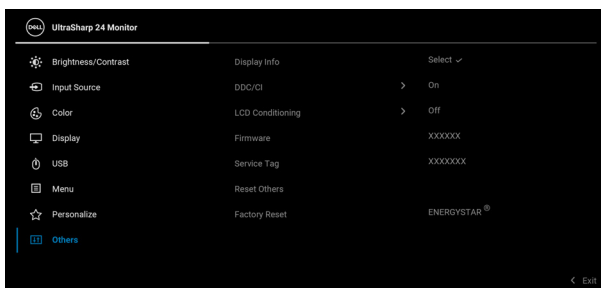 DELL UltraSharp 24 Monitor
Brightness/Contrast Display Info Select ✓
Input Source DDC/CI > On
Color LCD Conditioning > Off
Display Firmware XXXXXX
USB Service Tag XXXXXXX
Menu Reset Others
Personalize Factory Reset ENERGYSTAR ®
Others
< Exit